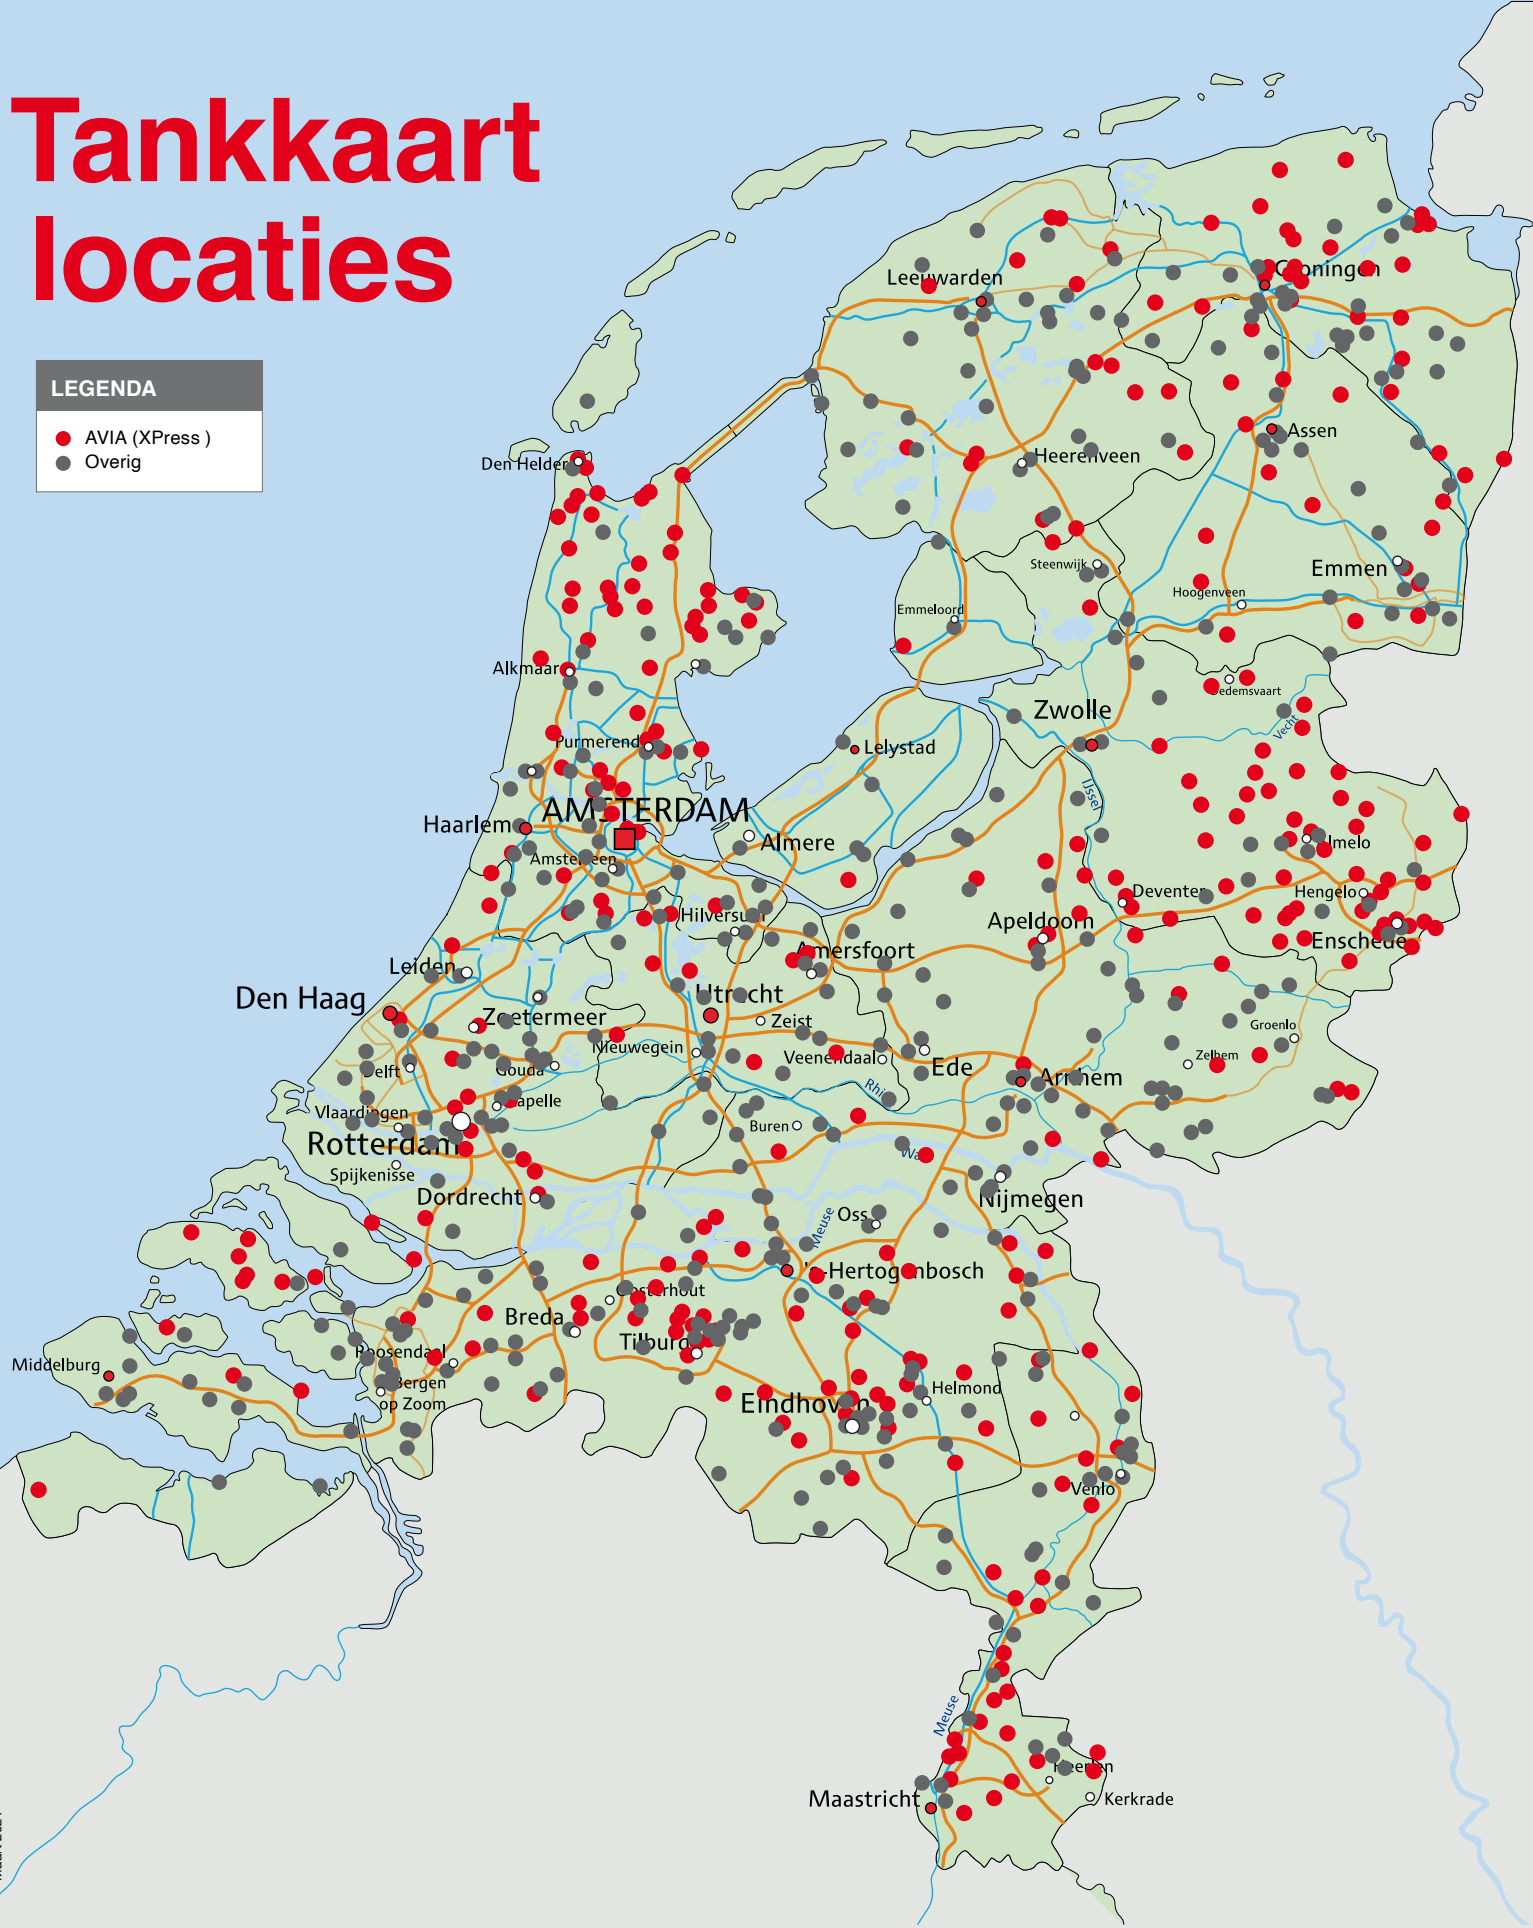 Tankkaart
locaties
LEGENDA
AVIA (XPress )
Overig
Leeuwarden
Groningen
Assen
Den Helder
Heerenveen
Steenwijk
Emmen
Hoogenveen
Emmeloord
Alkmaar
Dedemsvaart
Zwolle
Vecht
Purmerend
Lelystad
IJssel
AMSTERDAM
Haarlem
Almere
Almelo
Amstelveen
Deventer
Hengelo
Hilversum
Apeldoorn
Enschede
Amersfoort
Leiden
Den Haag
Utrecht
Zoetermeer
Zeist
Groenlo
Nieuwegein
Veenendaal
Zelhem
Delft
Gouda
Ede
Arnhem
Rhine
Capelle
Vlaardingen
Buren
Rotterdam
Waal
Spijkenisse
Dordrecht
Nijmegen
Oss
Meuse
's-Hertogenbosch
Oosterhout
Breda
Tilburg
Roosendaal
Middelburg
Bergen
op Zoom
Helmond
Eindhoven
Venlo
Meuse
Heerlen
Maastricht
Kerkrade